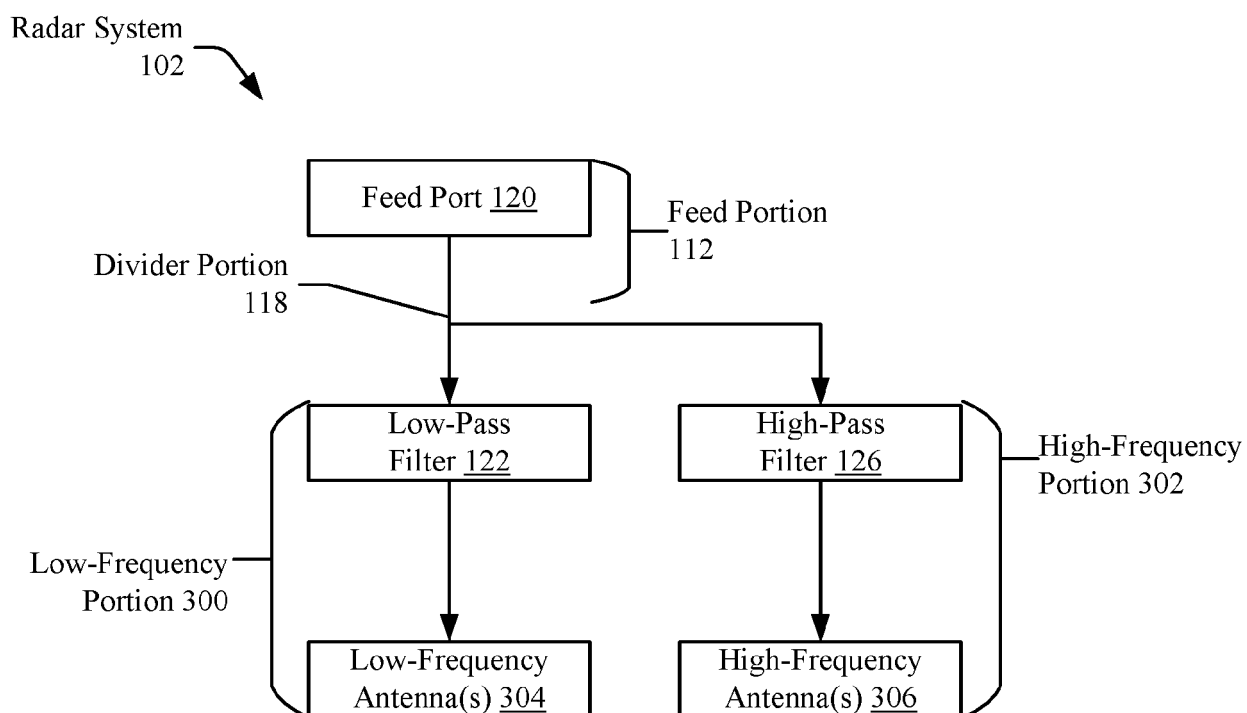 Radar System
102
Feed Port 120
Feed Portion
112
Divider Portion
118
Low-Pass
Filter 122
High-Pass
Filter 126
High-Frequency
Portion 302
Low-Frequency
Portion 300
Low-Frequency
Antenna(s) 304
High-Frequency
Antenna(s) 306